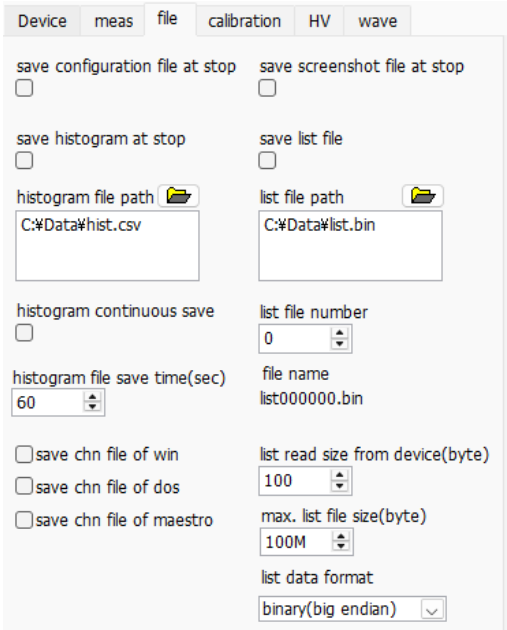 Device meas file calibration HV wave
save configuration file at stop save screenshot file at stop
save histogram at stop save list file
histogram file path list file path
C:¥Data¥hist.csv C:¥Data¥list.bin
histogram continuous save list file number
0
histogram file save time(sec) file name
60 list000000.bin
save chn file of win list read size from device(byte)
save chn file of dos 100
save chn file of maestro max. list file size(byte)
100M
list data format
binary(big endian)